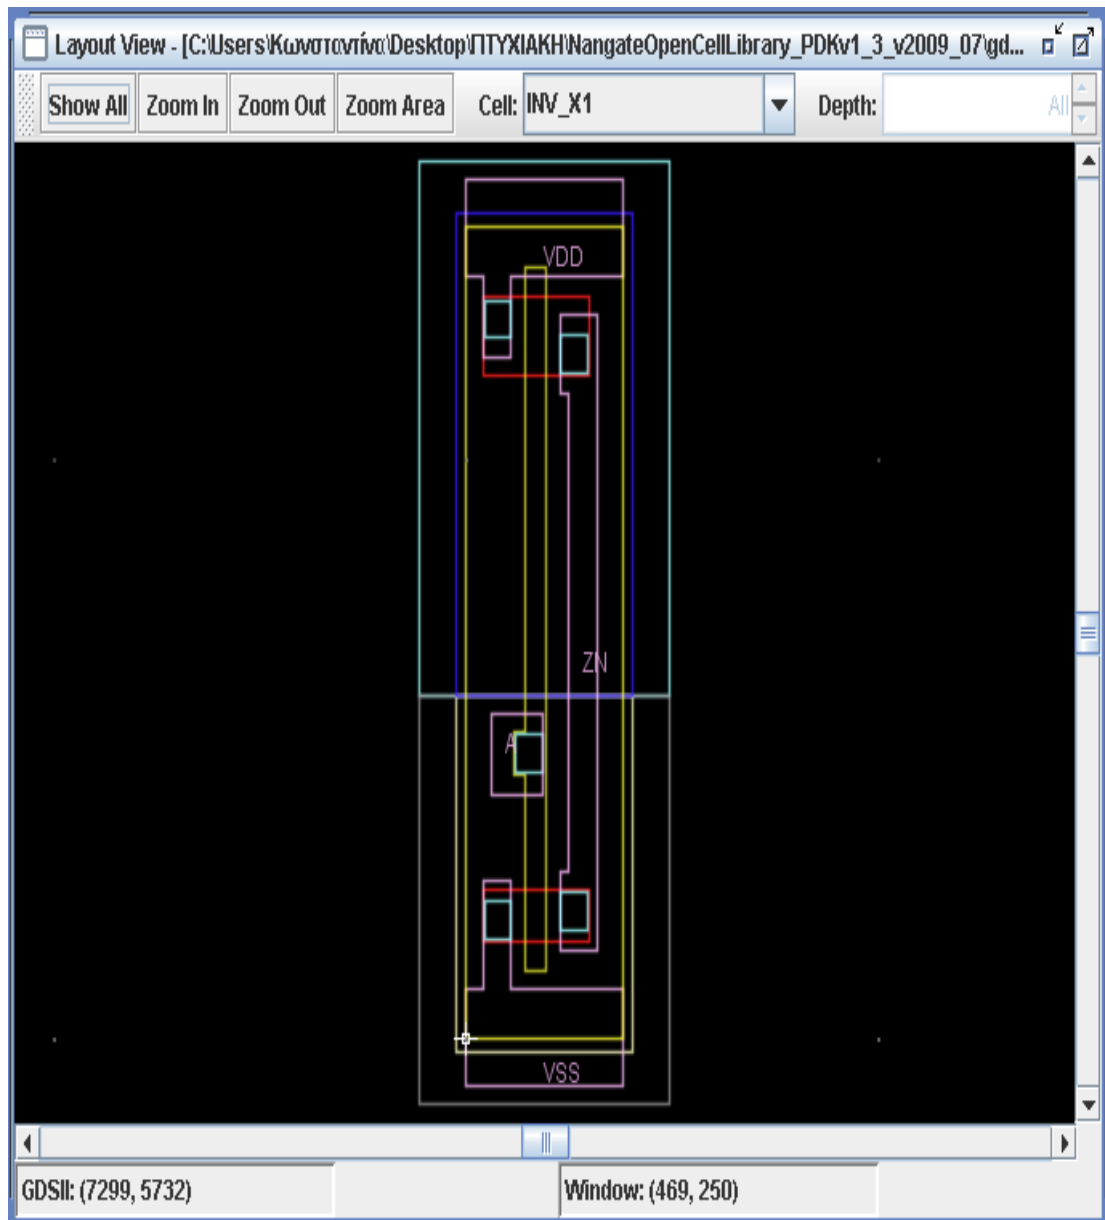 Layout View - [C:\Users\Κωνσταντίνα\Desktop\ΠΤΥΧΙΑΚΗ\NangateOpenCellLibrary_PDKv1_3_v2009_07\gd...
Show All Zoom In Zoom Out Zoom Area Cell: INV_X1 Depth: All
VDD
ZN
A
VSS
GDSII: (7299, 5732) Window: (469, 250)